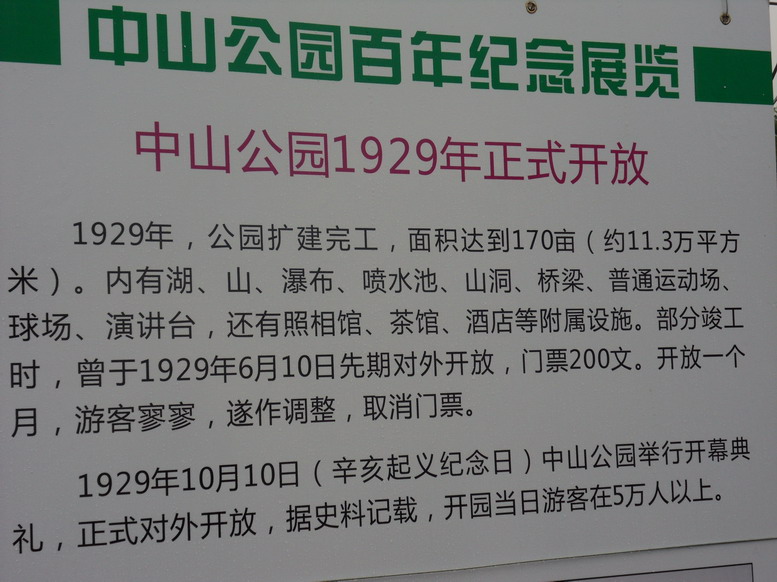 中山公园百年纪念展览
中山公园1929年正式开放
1929年，公园扩建完工，面积达到170亩（约11.3万平方
米）。内有湖、山、瀑布、喷水池、山洞、桥梁、普通运动场、
球场、演讲台，还有照相馆、茶馆、酒店等附属设施。部分竣工
时，曾于1929年6月10日先期对外开放，门票200文。开放一个
月，游客寥寥，遂作调整，取消门票。
1929年10月10日（辛亥起义纪念日）中山公园举行开幕典
礼，正式对外开放，据史料记载，开园当日游客在5万人以上。